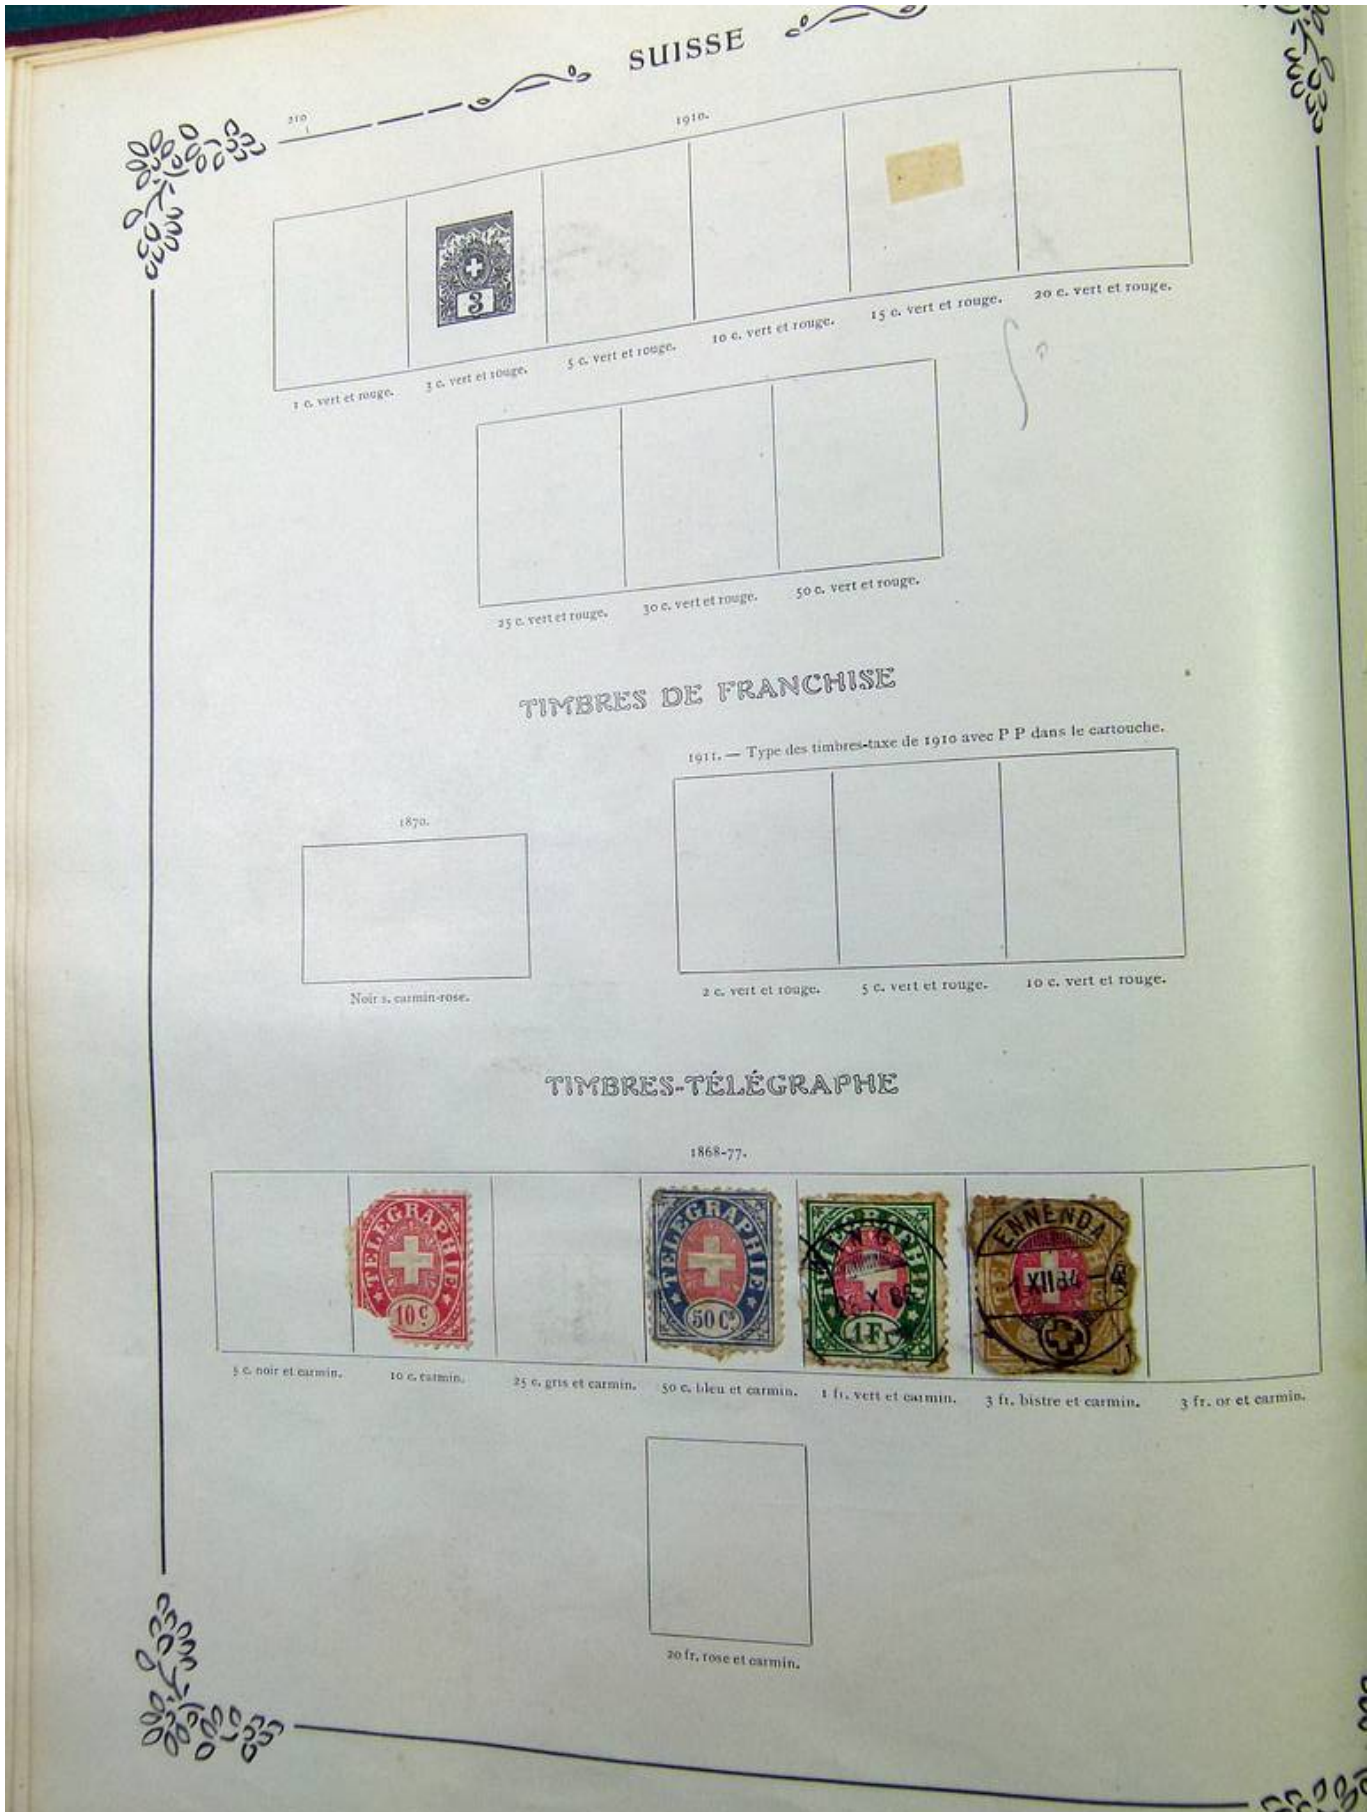 SUISSE
210
1910.
3
1 c. vert et rouge.
3 c. vert et rouge.
5 c. vert et rouge.
10 c. vert et rouge.
15 c. vert et rouge.
20 c. vert et rouge.
25 c. vert et rouge.
30 c. vert et rouge.
50 c. vert et rouge.
TIMBRES DE FRANCHISE
1911. — Type des timbres-taxe de 1910 avec P P dans le cartouche.
1870.
Noir s. carmin-rose.
2 c. vert et rouge.
5 c. vert et rouge.
10 c. vert et rouge.
TIMBRES-TÉLÉGRAPHE
1868-77.
TELEGRAPHIE
10 c.
TELEGRAPHIE
50 Cs
TELEGRAPHIE
X 86
1 Fr
ENNENDA
XII 84
5 c. noir et carmin.
10 c. carmin.
25 c. gris et carmin.
50 c. bleu et carmin.
1 fr. vert et carmin.
3 fr. bistre et carmin.
3 fr. or et carmin.
20 fr. rose et carmin.